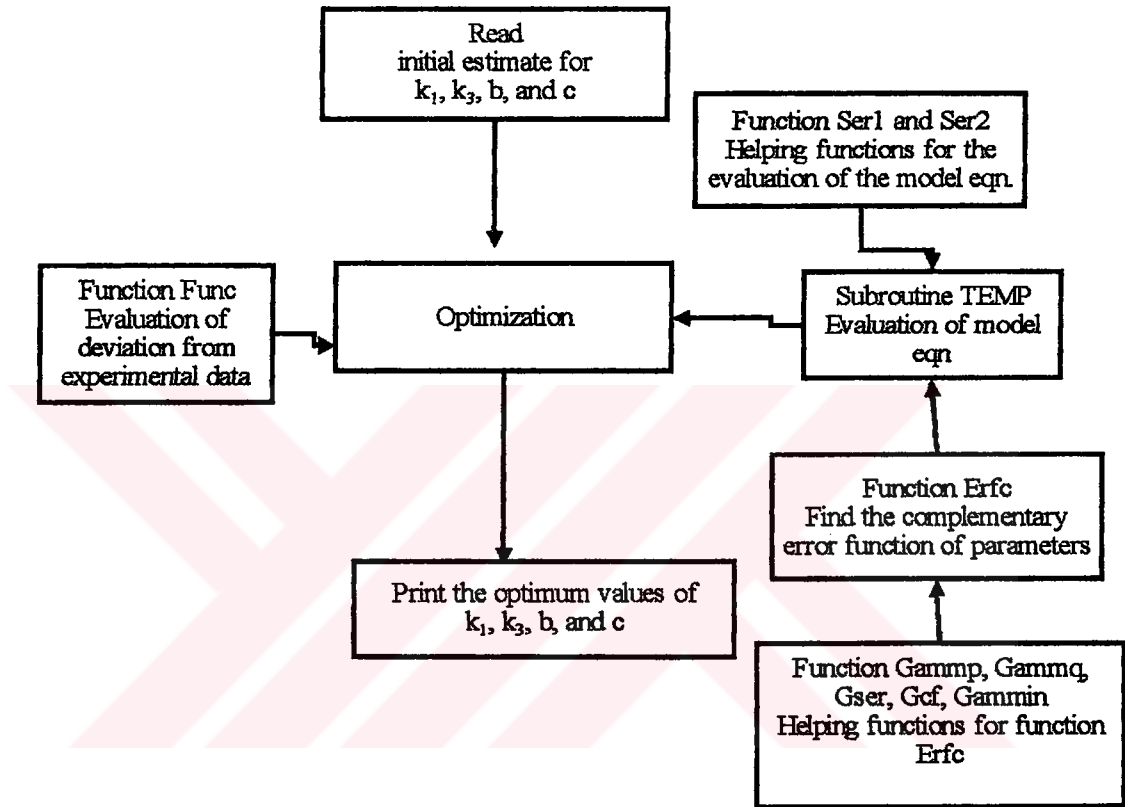 Read
initial estimate for
k₁, k₃, b, and c
Function Ser1 and Ser2
Helping functions for the
evaluation of the model eqn.
Function Func
Evaluation of
deviation from
experimental data
Optimization
Subroutine TEMP
Evaluation of model
eqn
Function Erfc
Find the complementary
error function of parameters
Print the optimum values of
k₁, k₃, b, and c
Function Gammp, Gammq,
Gser, Gcf, Gammin
Helping functions for function
Erfc